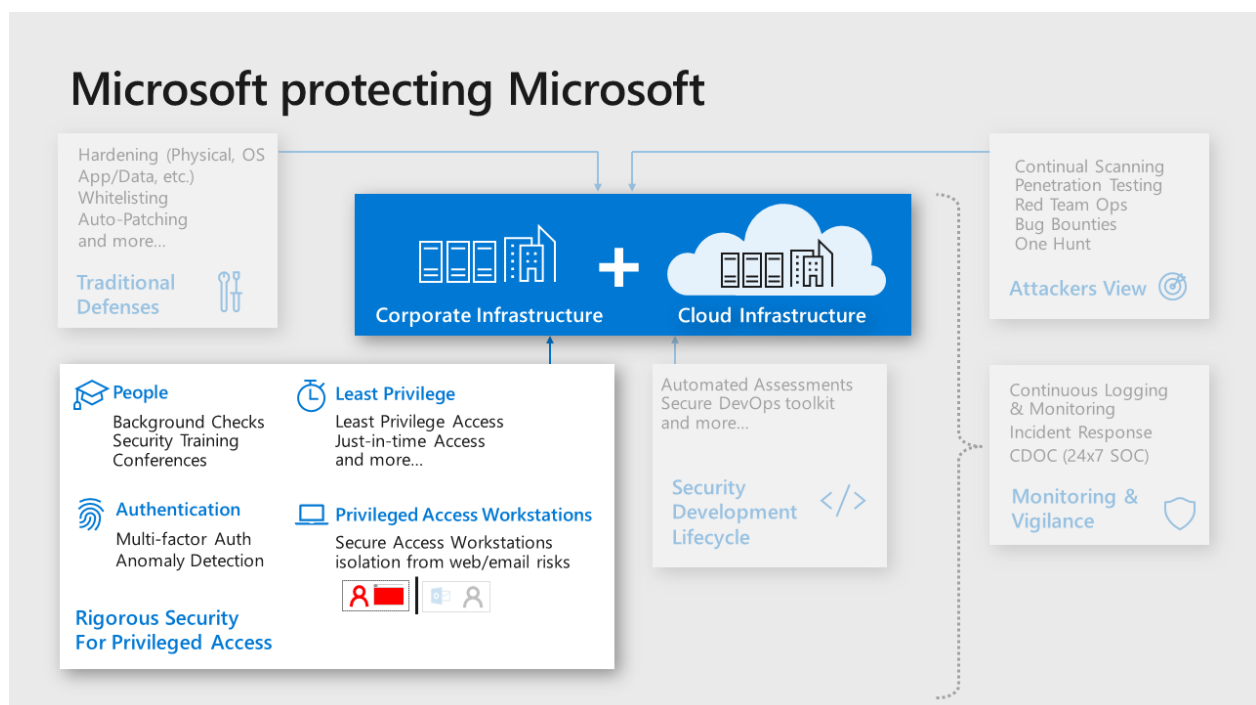 Microsoft protecting Microsoft
Hardening (Physical, OS
App/Data, etc.)
Whitelisting
Auto-Patching
and more...
Traditional
Defenses
Corporate Infrastructure
Cloud Infrastructure
Continual Scanning
Penetration Testing
Red Team Ops
Bug Bounties
One Hunt
Attackers View
People
Background Checks
Security Training
Conferences
Least Privilege
Least Privilege Access
Just-in-time Access
and more...
Authentication
Multi-factor Auth
Anomaly Detection
Privileged Access Workstations
Secure Access Workstations
isolation from web/email risks
Rigorous Security
For Privileged Access
Automated Assessments
Secure DevOps toolkit
and more...
Security
Development
Lifecycle
Continuous Logging
& Monitoring
Incident Response
CDOC (24x7 SOC)
Monitoring &
Vigilance